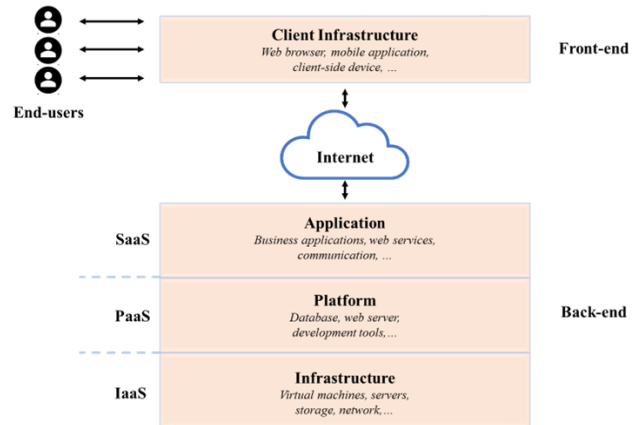 Client Infrastructure
Web browser, mobile application,
client-side device, ...
Front-end
End-users
Internet
Application
Business applications, web services,
communication, ...
SaaS
Platform
Database, web server,
development tools,...
PaaS
Back-end
Infrastructure
Virtual machines, servers,
storage, network,...
IaaS